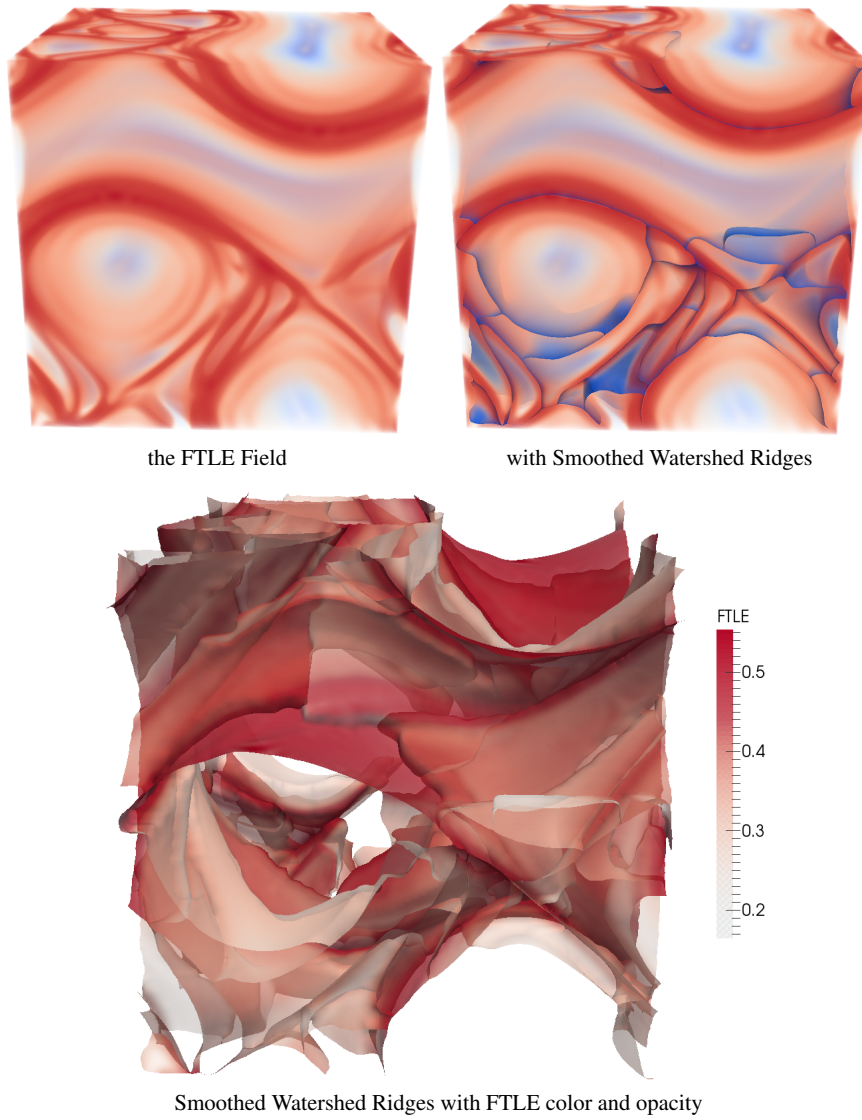 the FTLE Field
with Smoothed Watershed Ridges
FTLE
0.5
0.4
0.3
0.2
Smoothed Watershed Ridges with FTLE color and opacity